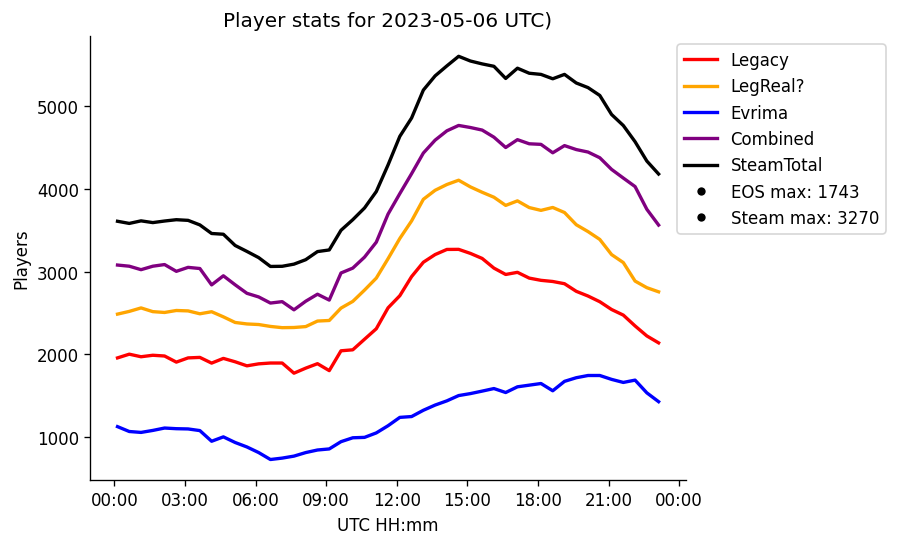 Player stats for 2023-05-06 UTC)
Legacy
LegReal?
Evrima
Combined
SteamTotal
EOS max: 1743
Steam max: 3270
Players
5000
4000
3000
2000
1000
00:00 03:00 06:00 09:00 12:00 15:00 18:00 21:00 00:00
UTC HH:mm